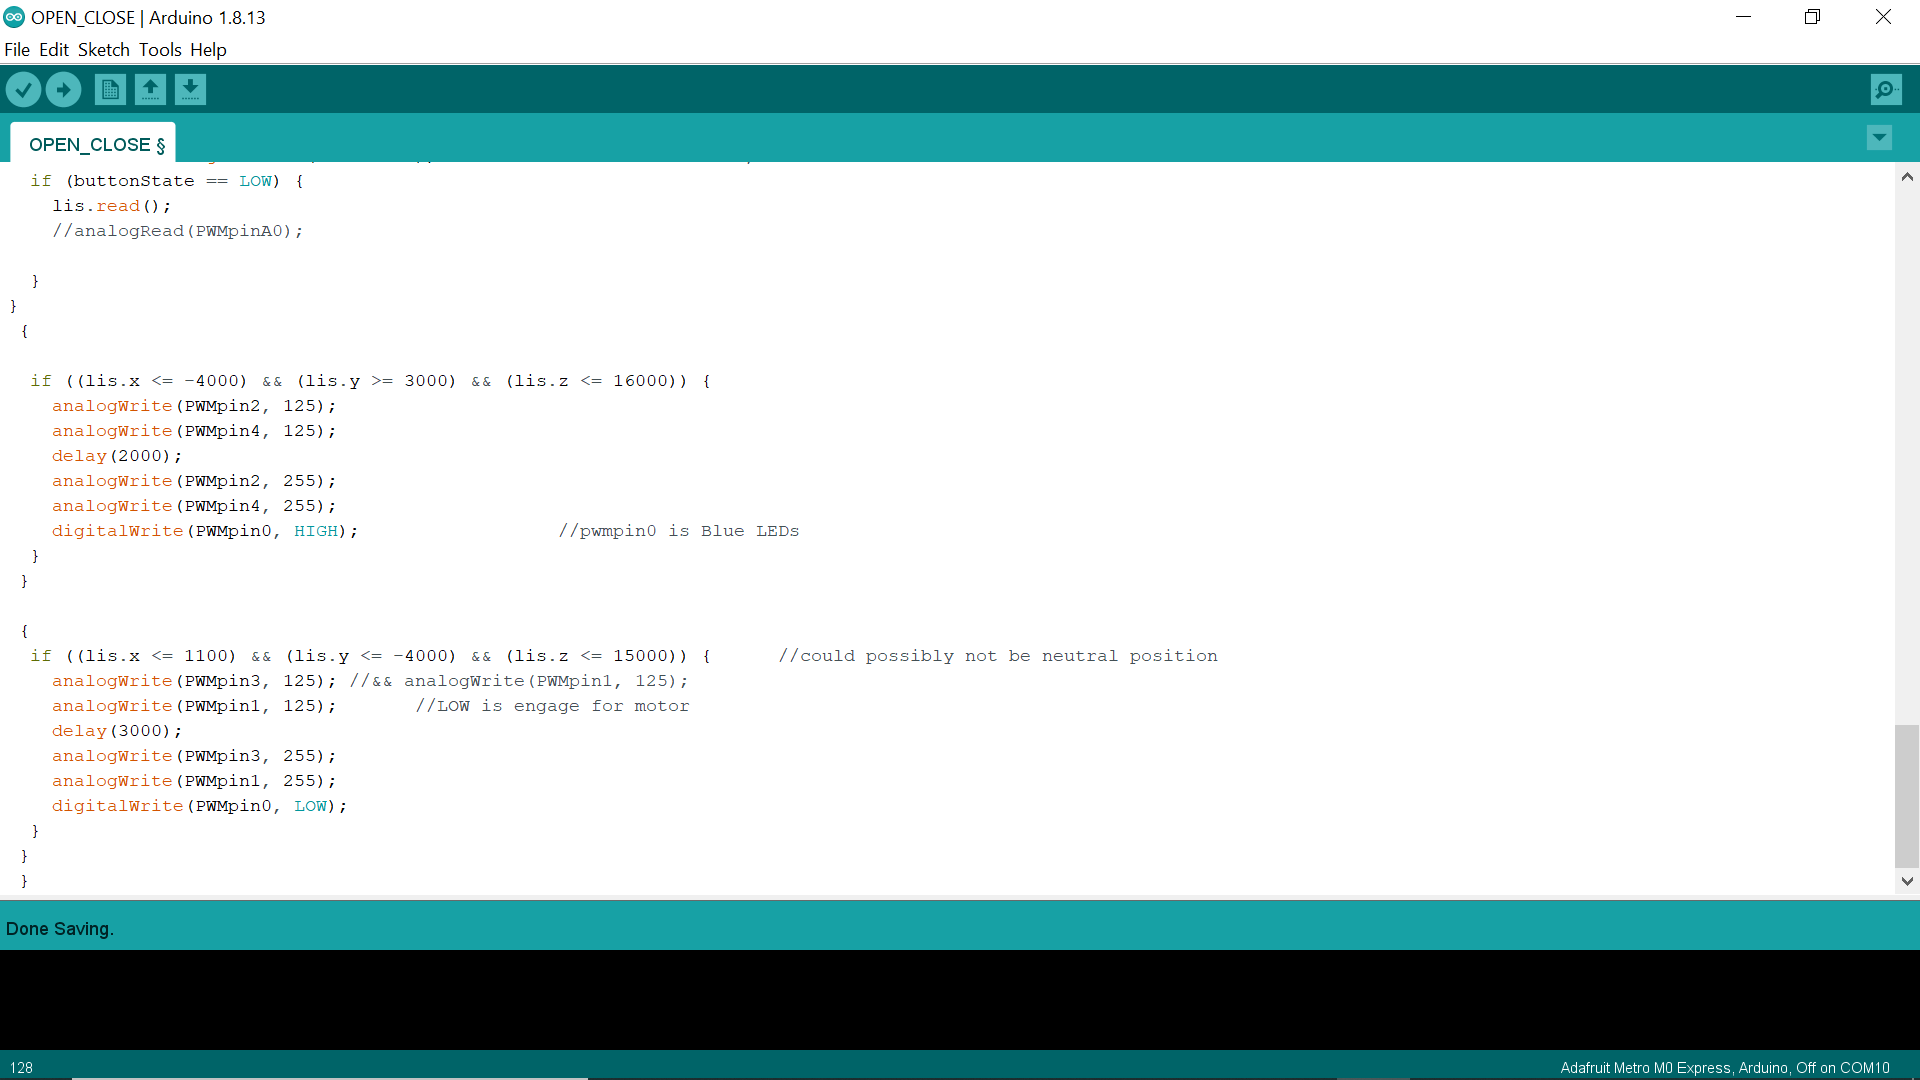 OPEN_CLOSE | Arduino 1.8.13
File Edit Sketch Tools Help
OPEN_CLOSE §
if (buttonState == LOW) {
lis.read();
//analogRead(PWMpinA0);
}
}
{
if ((lis.x <= -4000) && (lis.y >= 3000) && (lis.z <= 16000)) {
analogWrite(PWMpin2, 125);
analogWrite(PWMpin4, 125);
delay(2000);
analogWrite(PWMpin2, 255);
analogWrite(PWMpin4, 255);
digitalWrite(PWMpin0, HIGH); //pwmpin0 is Blue LEDs
}
}
{
if ((lis.x <= 1100) && (lis.y <= -4000) && (lis.z <= 15000)) { //could possibly not be neutral position
analogWrite(PWMpin3, 125); //&& analogWrite(PWMpin1, 125);
analogWrite(PWMpin1, 125); //LOW is engage for motor
delay(3000);
analogWrite(PWMpin3, 255);
analogWrite(PWMpin1, 255);
digitalWrite(PWMpin0, LOW);
}
}
}
Done Saving.
128
Adafruit Metro M0 Express, Arduino, Off on COM10